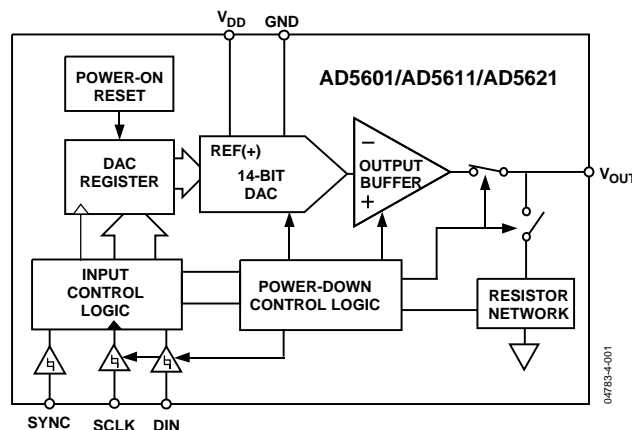 VDD GND
AD5601/AD5611/AD5621
POWER-ON
RESET
REF(+)
14-BIT
DAC
DAC
REGISTER
−
OUTPUT
BUFFER
+
VOUT
INPUT
CONTROL
LOGIC
POWER-DOWN
CONTROL LOGIC
RESISTOR
NETWORK
SYNC SCLK DIN
04783-4-001